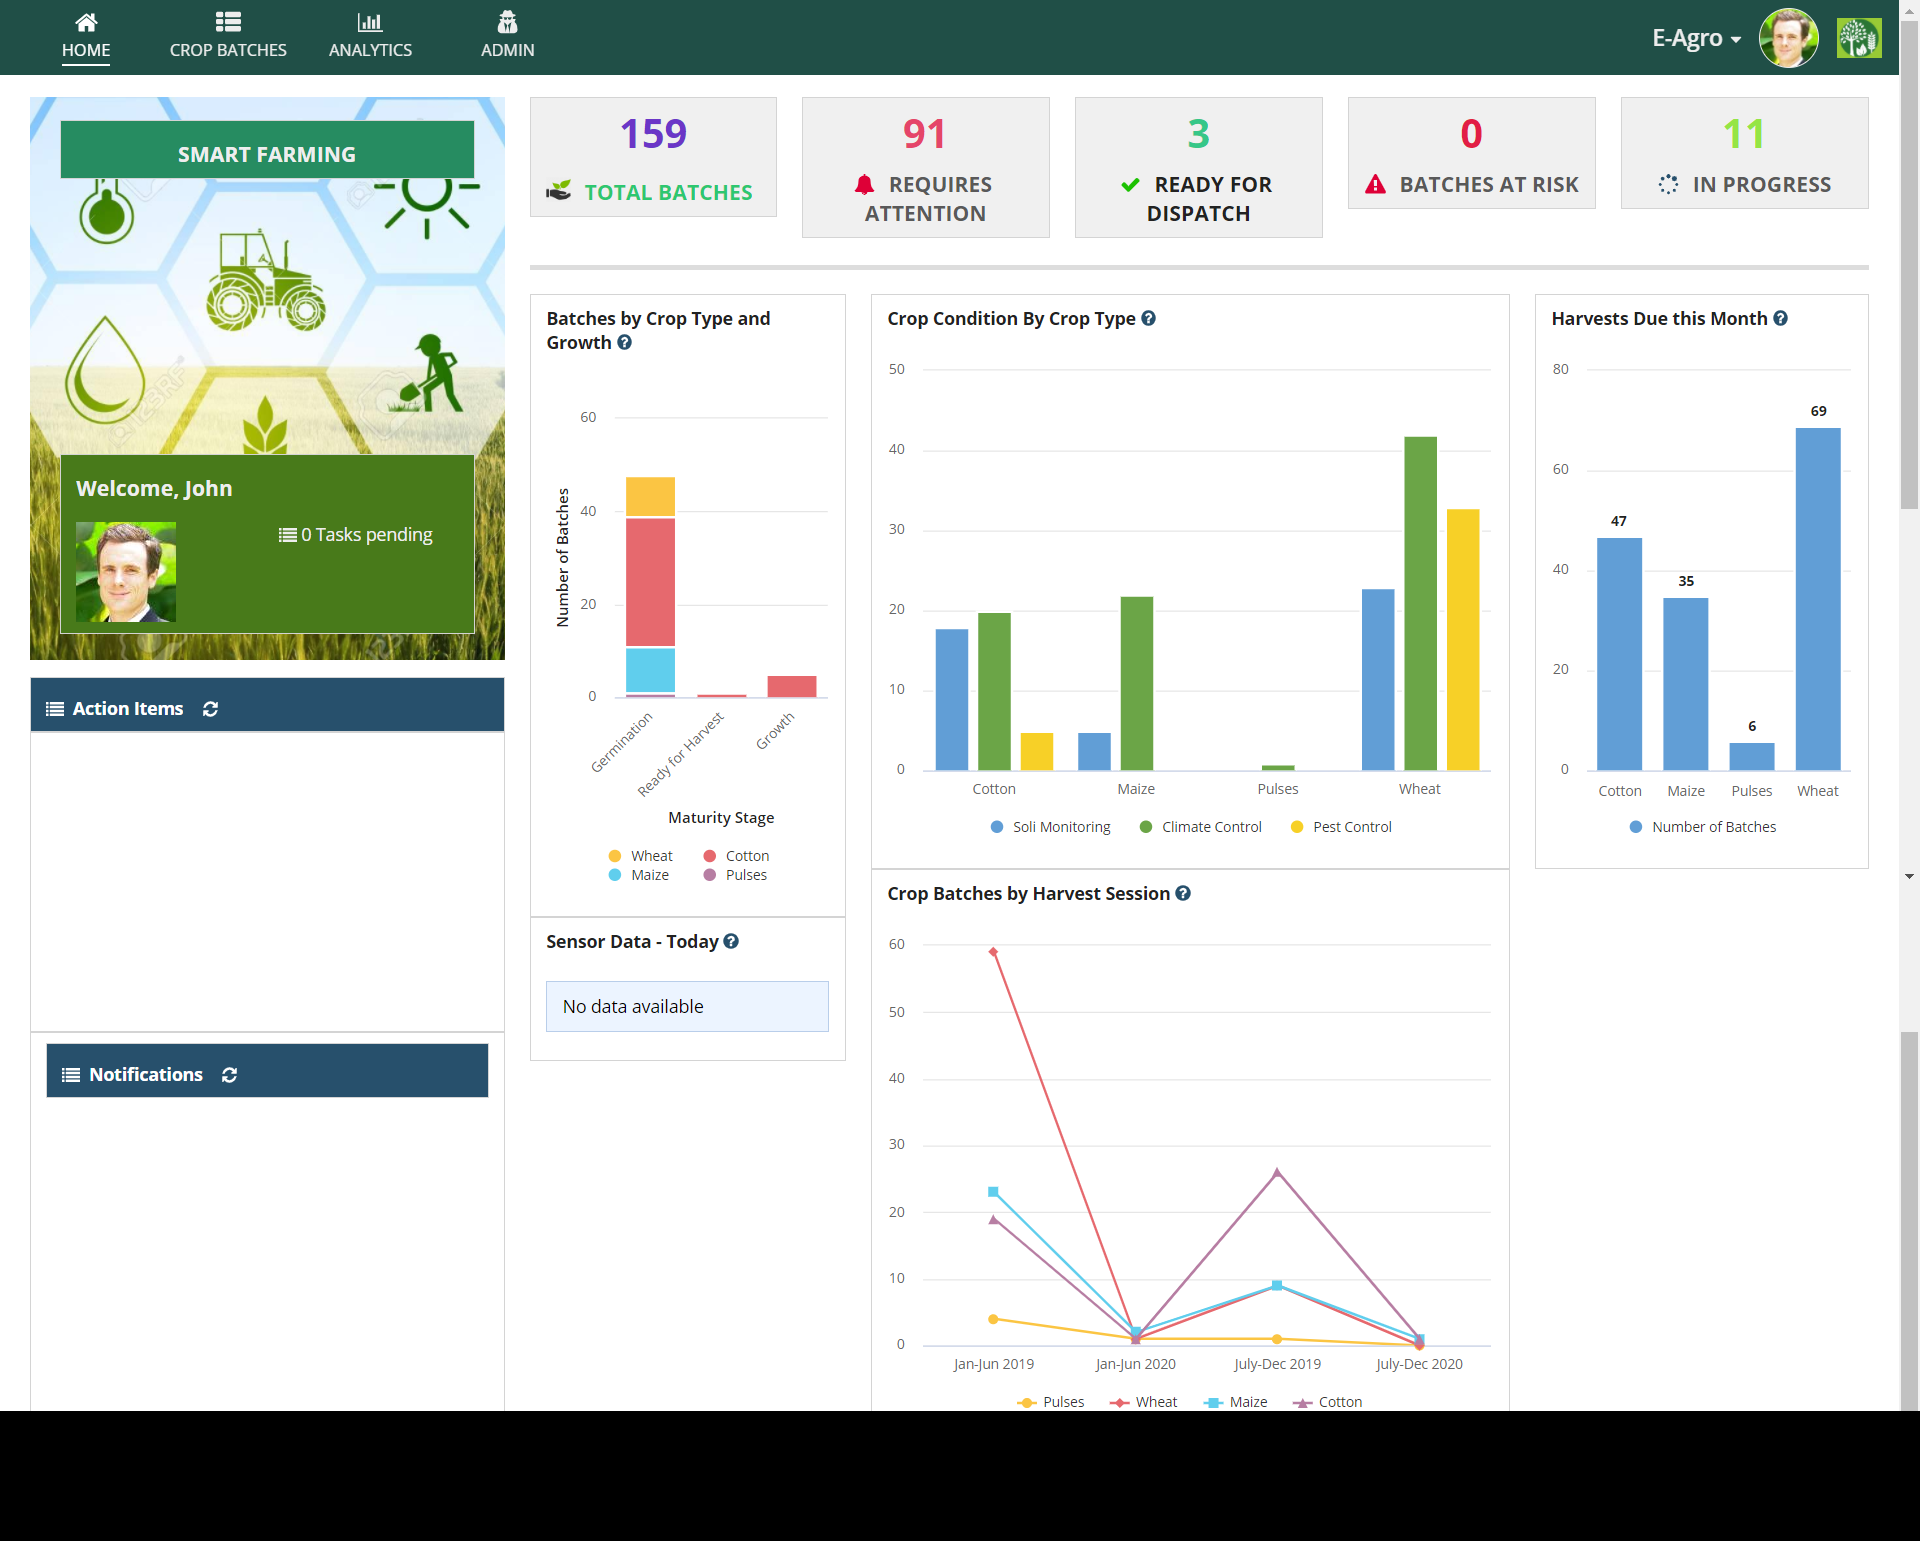 HOME
CROP BATCHES
ANALYTICS
ADMIN
E-Agro
SMART FARMING
Welcome, John
0 Tasks pending
Action Items
Notifications
159
TOTAL BATCHES
91
REQUIRES
ATTENTION
3
READY FOR
DISPATCH
0
BATCHES AT RISK
11
IN PROGRESS
Batches by Crop Type and
Growth
60
40
20
0
Number of Batches
Germination
Ready for Harvest
Growth
Maturity Stage
Wheat
Cotton
Maize
Pulses
Sensor Data - Today
No data available
Crop Condition By Crop Type
50
40
30
20
10
0
Cotton
Maize
Pulses
Wheat
Soli Monitoring
Climate Control
Pest Control
Crop Batches by Harvest Session
60
50
40
30
20
10
0
Jan-Jun 2019
Jan-Jun 2020
July-Dec 2019
July-Dec 2020
Pulses
Wheat
Maize
Cotton
Harvests Due this Month
80
60
40
20
0
47
35
6
69
Cotton
Maize
Pulses
Wheat
Number of Batches